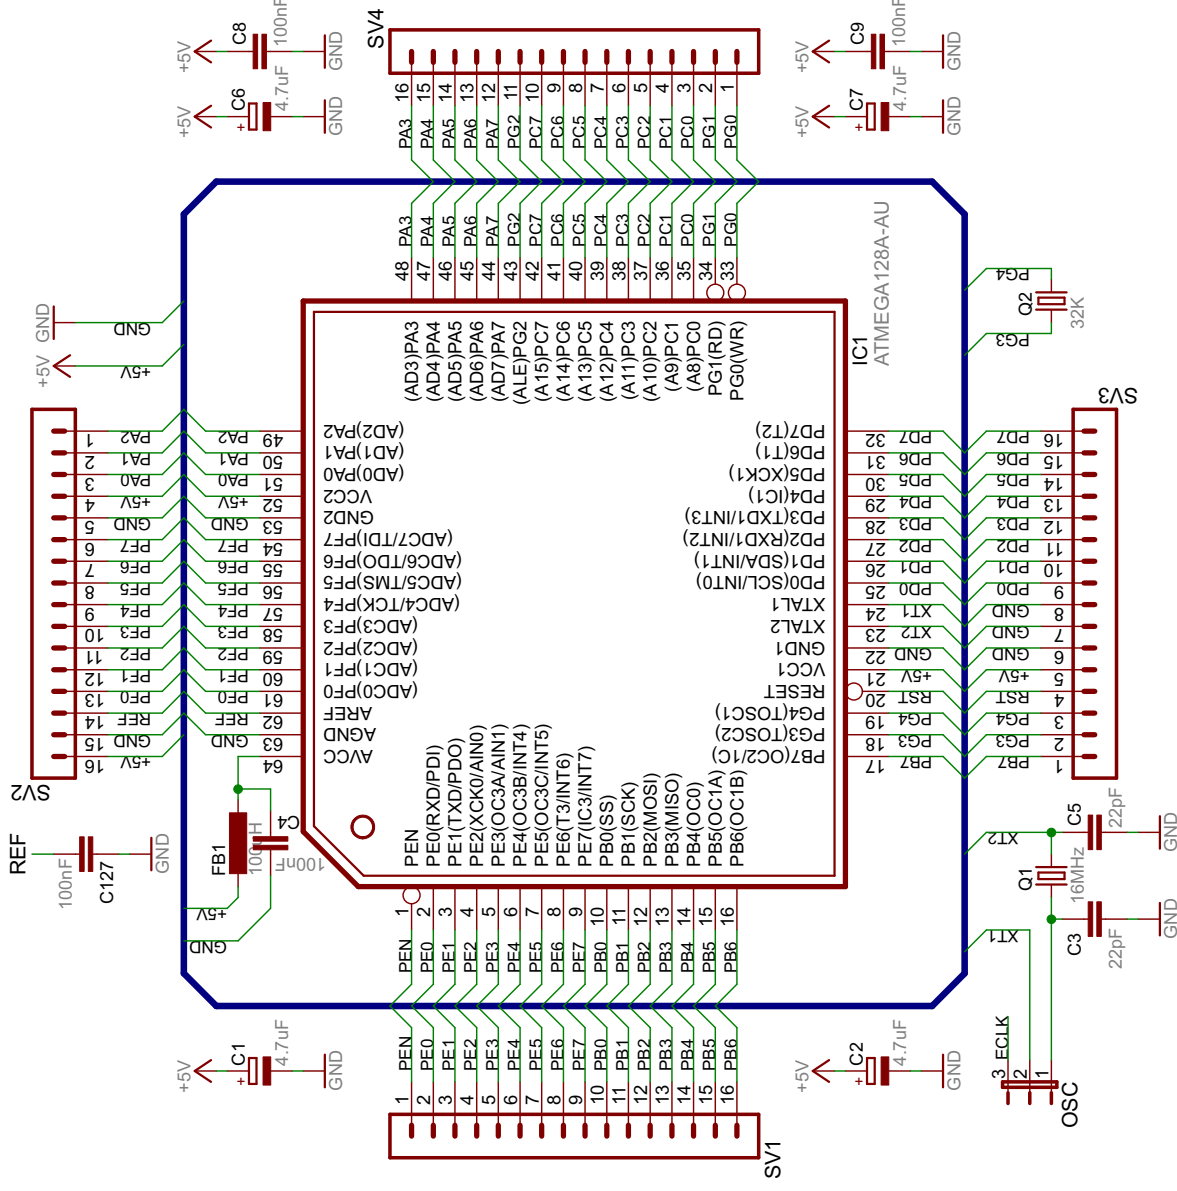 +5V
C8
100nF
GND
+5V
C6
+
4.7uF
GND
SV4
16 15 14 13 12 11 10 9 8 7 6 5 4 3 2 1
PA3 PA4 PA5 PA6 PA7 PG2 PC7 PC6 PC5 PC4 PC3 PC2 PC1 PC0 PG1 PG0
+5V
C9
100nF
GND
+5V
C7
+
4.7uF
GND
PA3 PA4 PA5 PA6 PA7 PG2 PC7 PC6 PC5 PC4 PC3 PC2 PC1 PC0 PG1 PG0
48 47 46 45 44 43 42 41 40 39 38 37 36 35 34 33
(AD3)PA3
(AD4)PA4
(AD5)PA5
(AD6)PA6
(AD7)PA7
(ALE)PG2
(A15)PC7
(A14)PC6
(A13)PC5
(A12)PC4
(A11)PC3
(A10)PC2
(A9)PC1
(A8)PC0
PG1(RD)
PG0(WR)
IC1
ATMEGA128A-AU
GND
GND
+5V
+5V
SV2
1 PA2 PA2 49 (AD2)PA2
2 PA1 PA1 50 (AD1)PA1
3 PA0 PA0 51 (AD0)PA0
4 +5V +5V 52 VCC2
5 GND GND 53 GND2
6 PF7 PF7 54 (ADC7/TDI)PF7
7 PF6 PF6 55 (ADC6/TDO)PF6
8 PF5 PF5 56 (ADC5/TMS)PF5
9 PF4 PF4 57 (ADC4/TCK)PF4
10 PF3 PF3 58 (ADC3)PF3
11 PF2 PF2 59 (ADC2)PF2
12 PF1 PF1 60 (ADC1)PF1
13 PF0 PF0 61 (ADC0)PF0
14 REF REF 62 AREF
15 GND GND 63 AGND
16 +5V 64 AVCC
PD7(T2) 32 PD7 PD7 16
PD6(T1) 31 PD6 PD6 15
PD5(XCK1) 30 PD5 PD5 14
PD4(IC1) 29 PD4 PD4 13
PD3(TXD1/INT3) 28 PD3 PD3 12
PD2(RXD1/INT2) 27 PD2 PD2 11
PD1(SDA/INT1) 26 PD1 PD1 10
PD0(SCL/INT0) 25 PD0 PD0 9
XTAL1 24 XT1 GND 8
XTAL2 23 XT2 GND 7
GND1 22 GND GND 6
VCC1 21 +5V +5V 5
RESET 20 RST RST 4
PG4(TOSC1) 19 PG4 PG4 3
PG3(TOSC2) 18 PG3 PG3 2
PB7(OC2/1C) 17 PB7 PB7 1
SV3
PG4
Q2
32K
PG3
REF
100nF
C127
GND
FB1
100uH
C4
100nF
+5V
GND
PEN
PE0(RXD/PDI)
PE1(TXD/PDO)
PE2(XCK0/AIN0)
PE3(OC3A/AIN1)
PE4(OC3B/INT4)
PE5(OC3C/INT5)
PE6(T3/INT6)
PE7(IC3/INT7)
PB0(SS)
PB1(SCK)
PB2(MOSI)
PB3(MISO)
PB4(OC0)
PB5(OC1A)
PB6(OC1B)
1 2 3 4 5 6 7 8 9 10 11 12 13 14 15 16
PEN PE0 PE1 PE2 PE3 PE4 PE5 PE6 PE7 PB0 PB1 PB2 PB3 PB4 PB5 PB6
PEN PE0 PE1 PE2 PE3 PE4 PE5 PE6 PE7 PB0 PB1 PB2 PB3 PB4 PB5 PB6
1 2 3 4 5 6 7 8 9 10 11 12 13 14 15 16
SV1
+5V
C1
+
4.7uF
GND
+5V
C2
+
4.7uF
GND
XT2
C5
22pF
GND
Q1
16MHz
XT1
C3
22pF
GND
ECLK
3 2 1
OSC